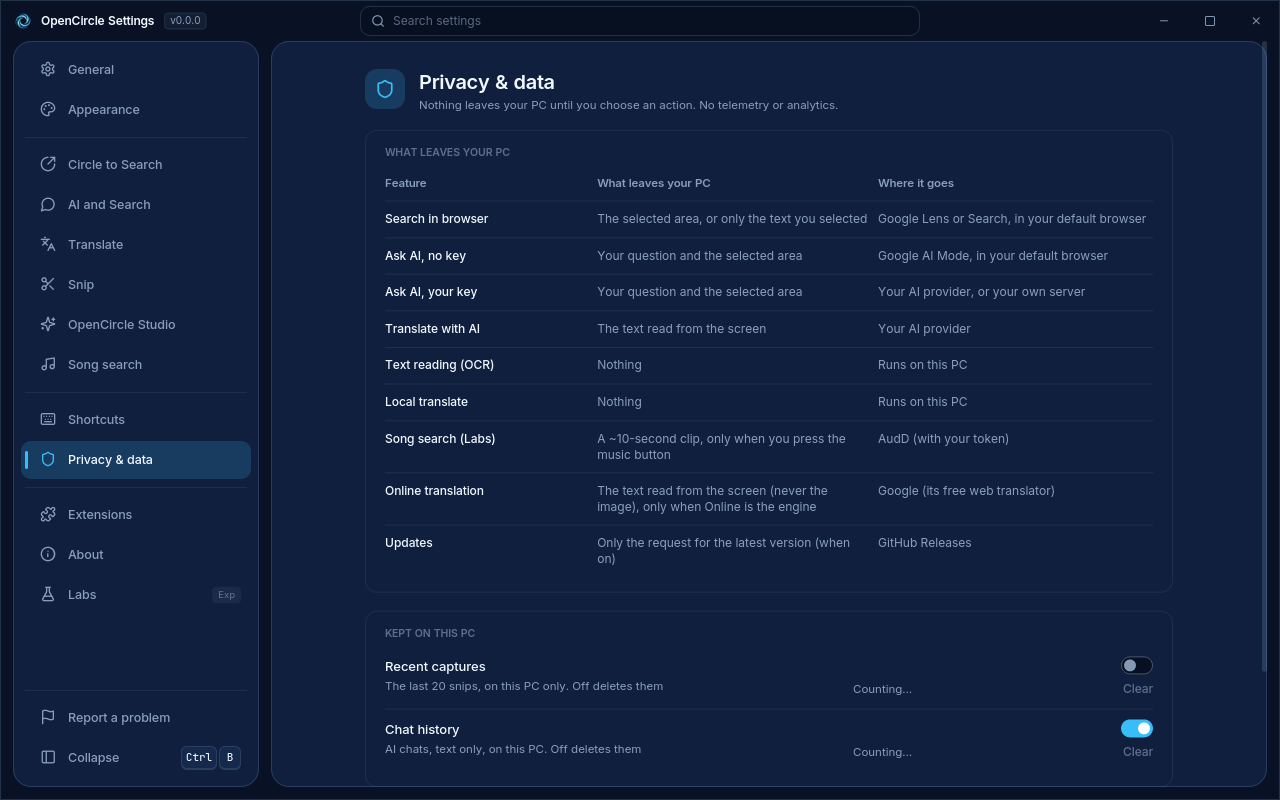 OpenCircle Settings v0.0.0
Search settings
General
Appearance
Circle to Search
AI and Search
Translate
Snip
OpenCircle Studio
Song search
Shortcuts
Privacy & data
Extensions
About
Labs Exp
Report a problem
Collapse Ctrl B
Privacy & data
Nothing leaves your PC until you choose an action. No telemetry or analytics.
WHAT LEAVES YOUR PC
Feature What leaves your PC Where it goes
Search in browser The selected area, or only the text you selected Google Lens or Search, in your default browser
Ask AI, no key Your question and the selected area Google AI Mode, in your default browser
Ask AI, your key Your question and the selected area Your AI provider, or your own server
Translate with AI The text read from the screen Your AI provider
Text reading (OCR) Nothing Runs on this PC
Local translate Nothing Runs on this PC
Song search (Labs) A ~10-second clip, only when you press the AudD (with your token)
music button
Online translation The text read from the screen (never the Google (its free web translator)
image), only when Online is the engine
Updates Only the request for the latest version (when GitHub Releases
on)
KEPT ON THIS PC
Recent captures
The last 20 snips, on this PC only. Off deletes them Counting... Clear
Chat history
AI chats, text only, on this PC. Off deletes them Counting... Clear